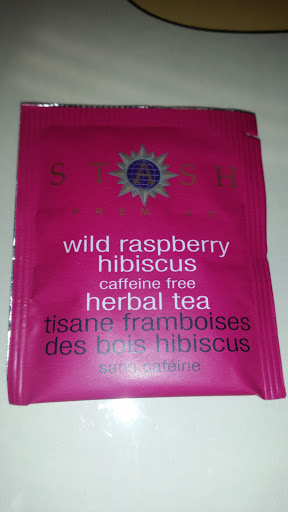 STASH
PREMIUM
wild raspberry
hibiscus
caffeine free
herbal tea
tisane framboises
des bois hibiscus
sans caféine